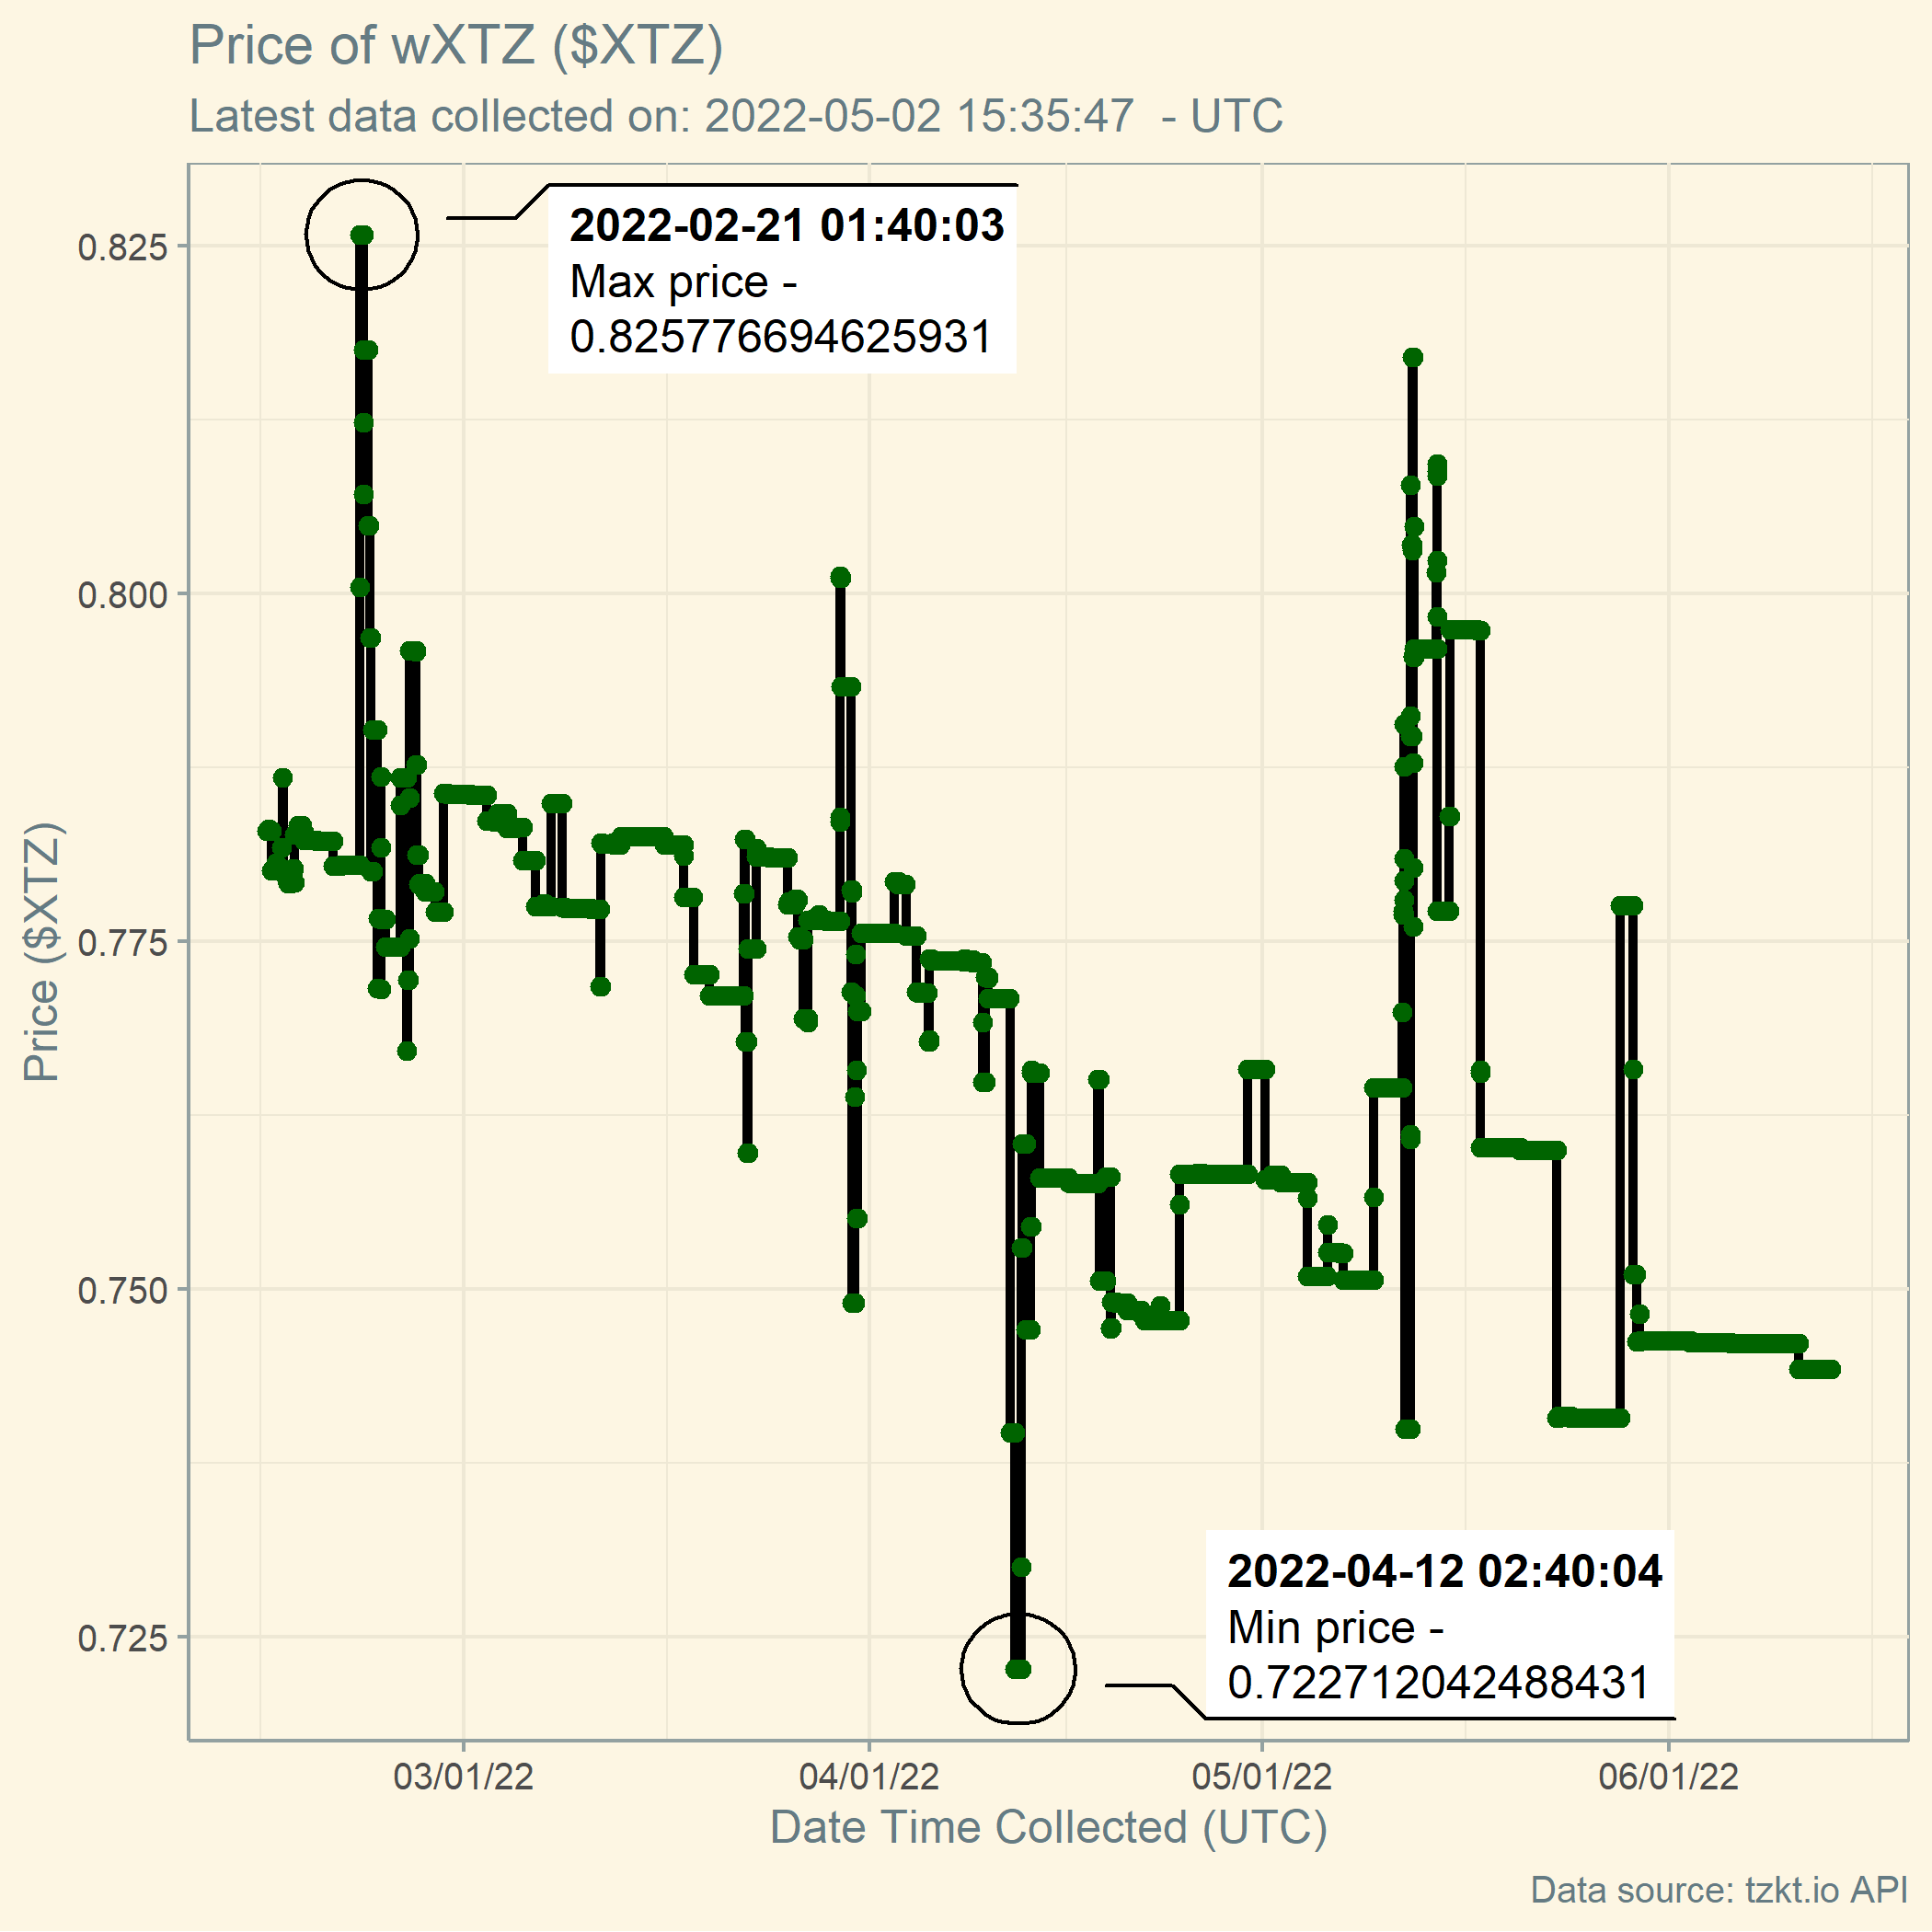 Price of wXTZ ($XTZ)
Latest data collected on: 2022-05-02 15:35:47  - UTC
2022-02-21 01:40:03
Max price -
0.825776694625931
0.825
0.800
0.775
0.750
0.725
Price ($XTZ)
2022-04-12 02:40:04
Min price -
0.722712042488431
03/01/22
04/01/22
05/01/22
06/01/22
Date Time Collected (UTC)
Data source: tzkt.io API